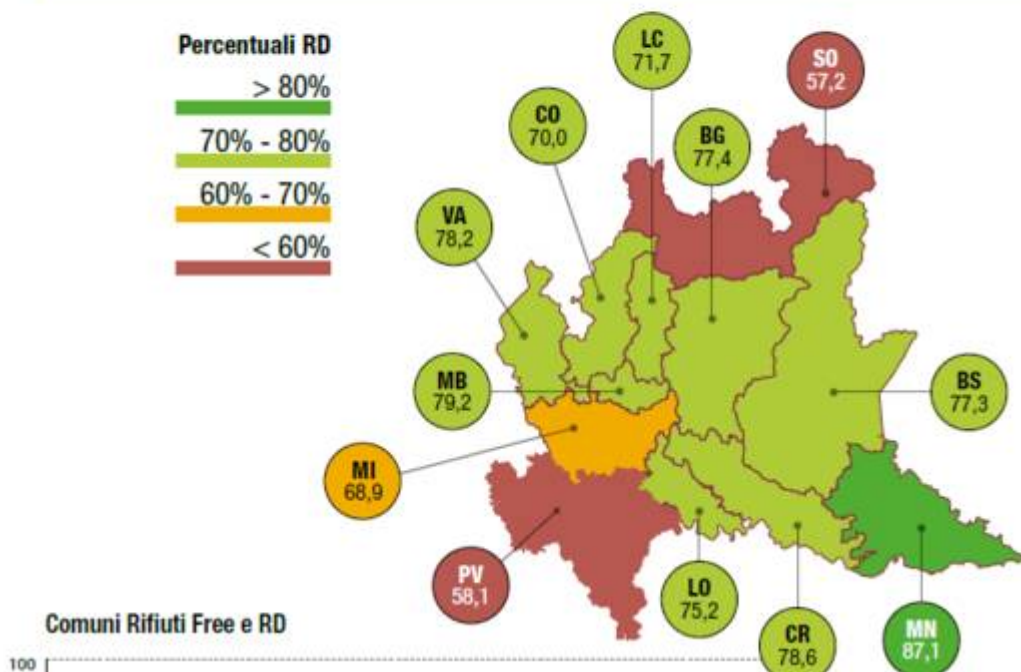 Percentuali RD
> 80%
70% - 80%
60% - 70%
< 60%
LC
71,7
SO
57,2
CO
70,0
BG
77,4
VA
78,2
MB
79,2
BS
77,3
MI
68,9
PV
58,1
LO
75,2
CR
78,6
MN
87,1
Comuni Rifiuti Free e RD
100